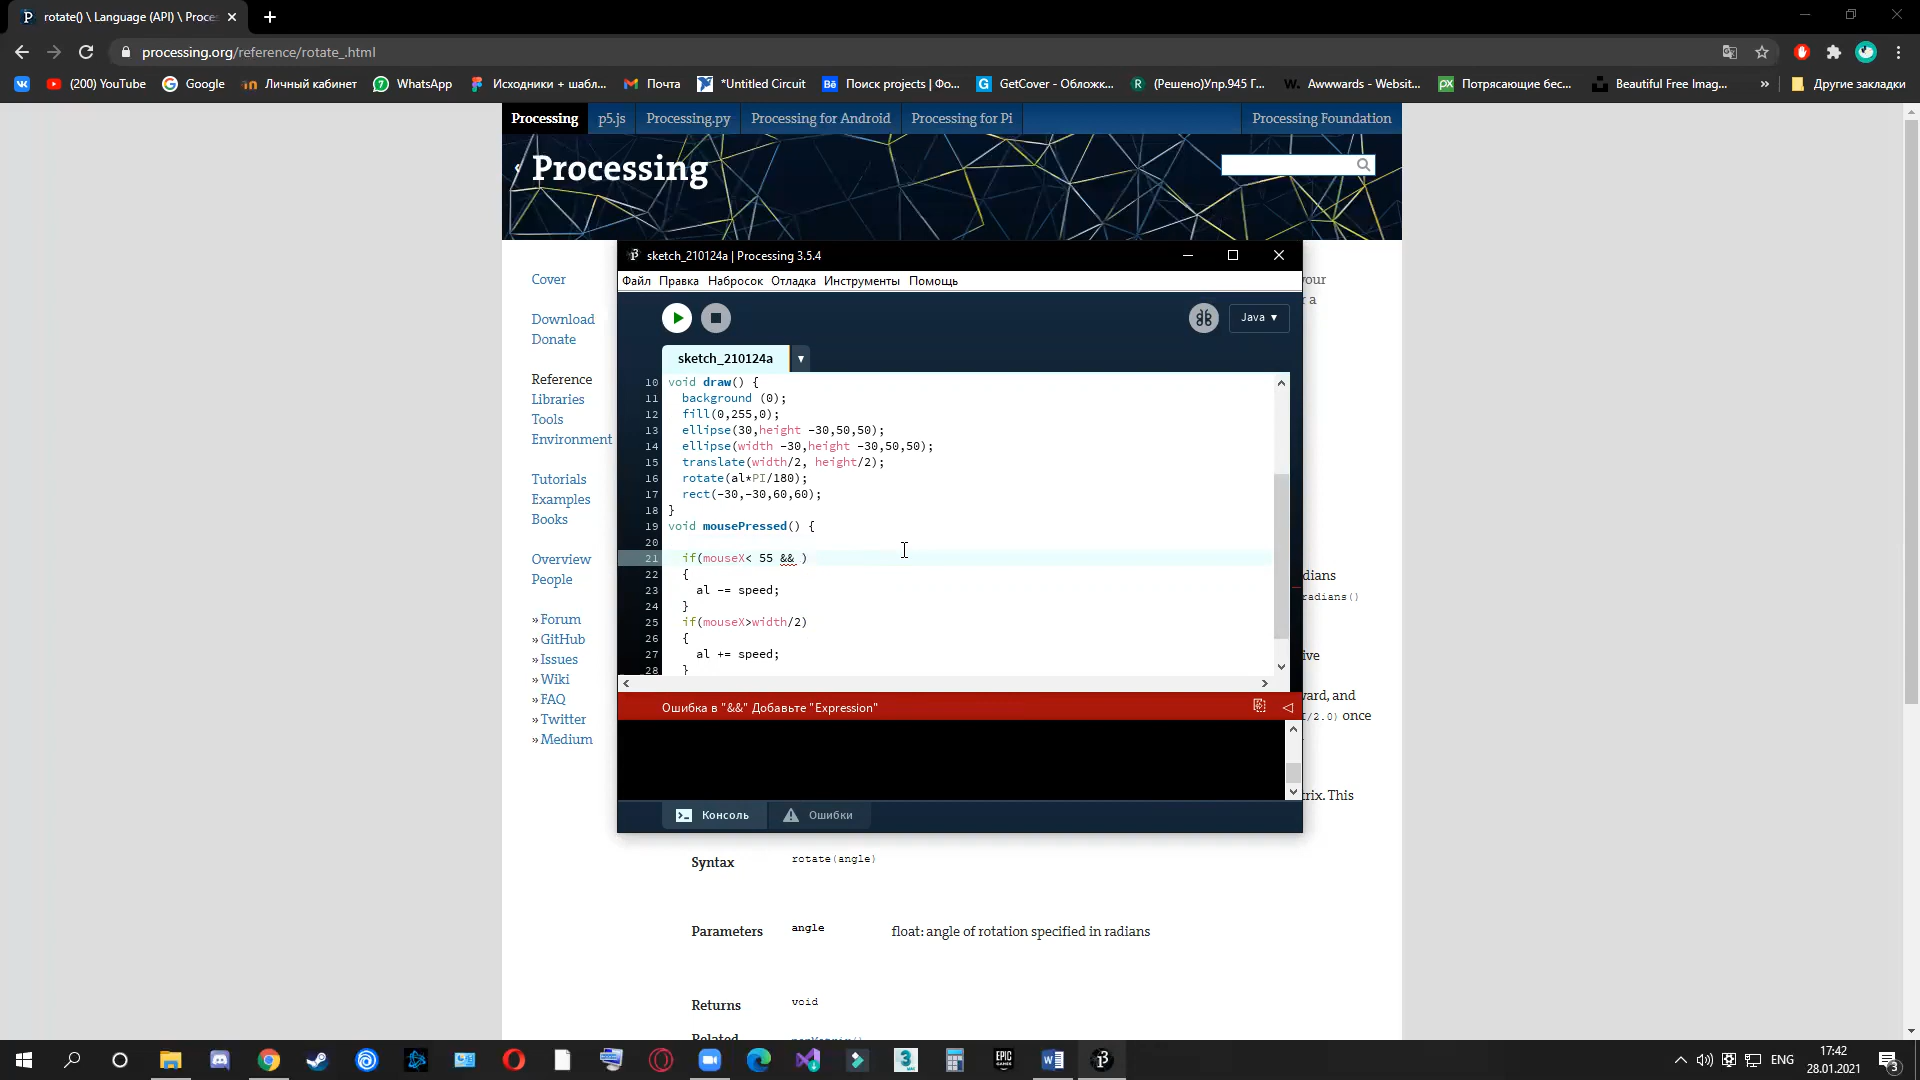 rotate() \ Language (API) \ Proce
processing.org/reference/rotate_.html
(200) YouTube
Google
Личный кабинет
WhatsApp
Исходники + шабл...
Почта
*Untitled Circuit
Поиск projects | Фо...
GetCover - Обложк...
(Решено)Упр.945 Г...
Awwwards - Websit...
Потрясающие бес...
Beautiful Free Imag...
»
Другие закладки
Processing
p5.js
Processing.py
Processing for Android
Processing for Pi
Processing Foundation
Processing
Cover
Download
Donate
Reference
Libraries
Tools
Environment
Tutorials
Examples
Books
Overview
People
» Forum
» GitHub
» Issues
» Wiki
» FAQ
» Twitter
» Medium
sketch_210124a | Processing 3.5.4
Файл Правка Набросок Отладка Инструменты Помощь
Java ▾
sketch_210124a
10 void draw() {
11 background (0);
12 fill(0,255,0);
13 ellipse(30,height -30,50,50);
14 ellipse(width -30,height -30,50,50);
15 translate(width/2, height/2);
16 rotate(al*PI/180);
17 rect(-30,-30,60,60);
18 }
19 void mousePressed() {
20
21 if(mouseX< 55 && )
22 {
23 al -= speed;
24 }
25 if(mouseX>width/2)
26 {
27 al += speed;
28 }
Ошибка в "&&" Добавьте "Expression"
Консоль
Ошибки
your
r a
dians
radians()
ive
vard, and
I/2.0) once
trix. This
Syntax
rotate(angle)
Parameters
angle
float: angle of rotation specified in radians
Returns
void
Related
ENG
17:42
28.01.2021
3